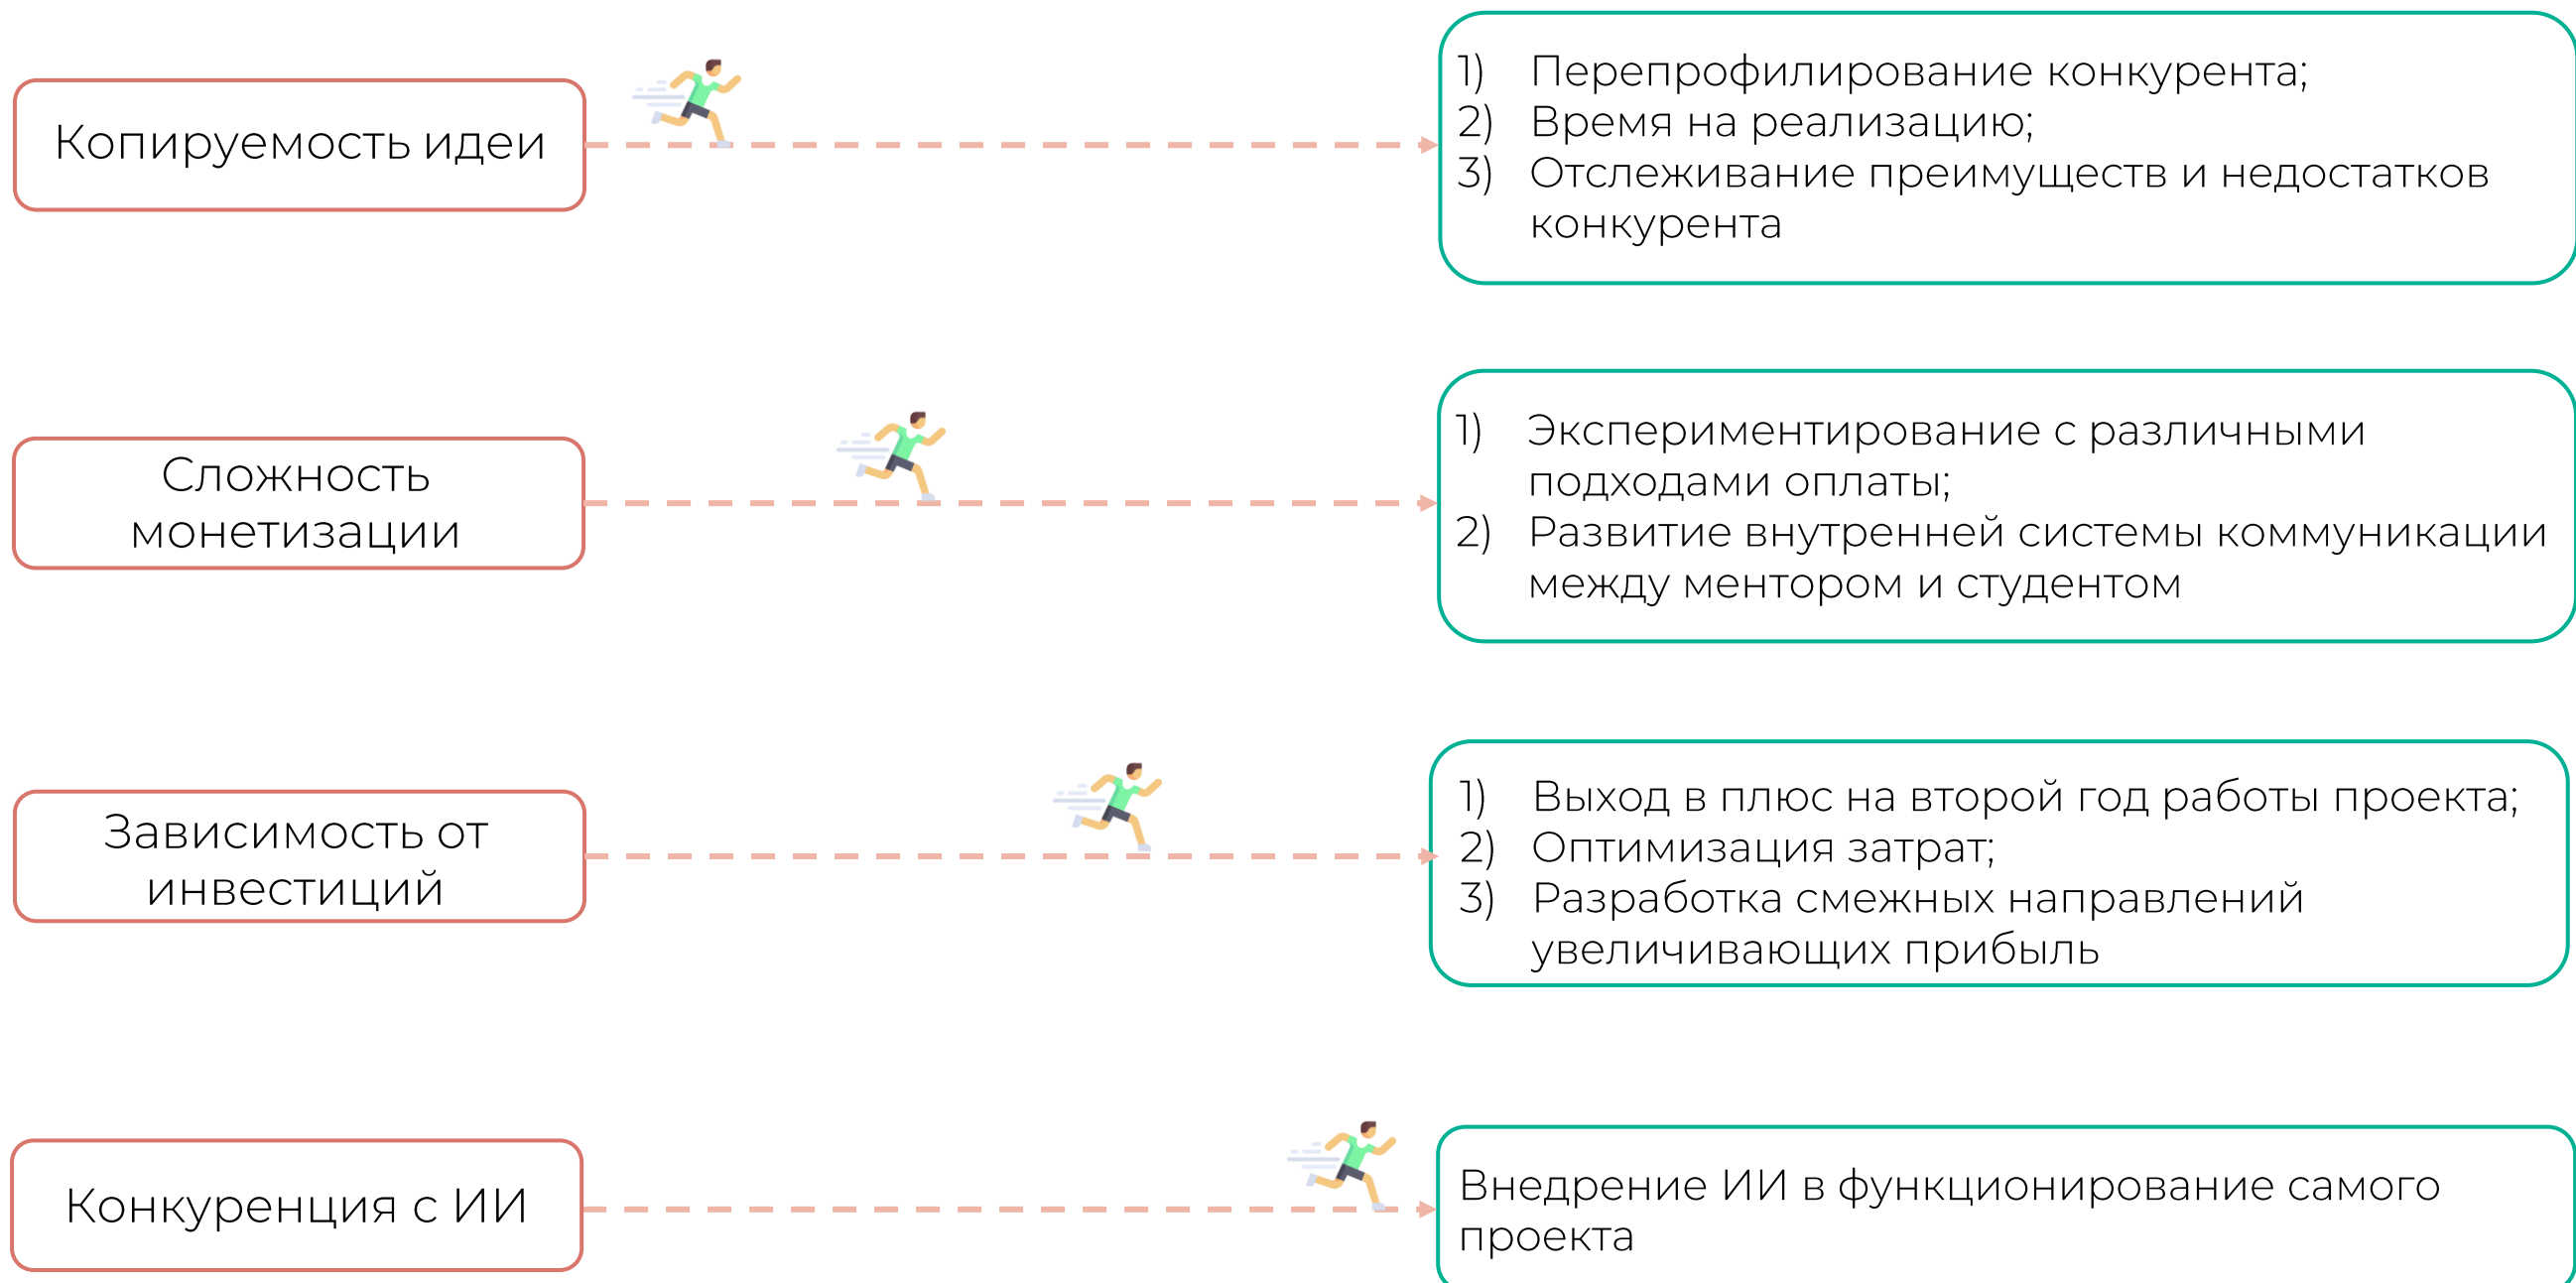 Копируемость идеи
1) Перепрофилирование конкурента;
2) Время на реализацию;
3) Отслеживание преимуществ и недостатков
конкурента
Сложность
монетизации
1) Экспериментирование с различными
подходами оплаты;
2) Развитие внутренней системы коммуникации
между ментором и студентом
Зависимость от
инвестиций
1) Выход в плюс на второй год работы проекта;
2) Оптимизация затрат;
3) Разработка смежных направлений
увеличивающих прибыль
Конкуренция с ИИ
Внедрение ИИ в функционирование самого
проекта